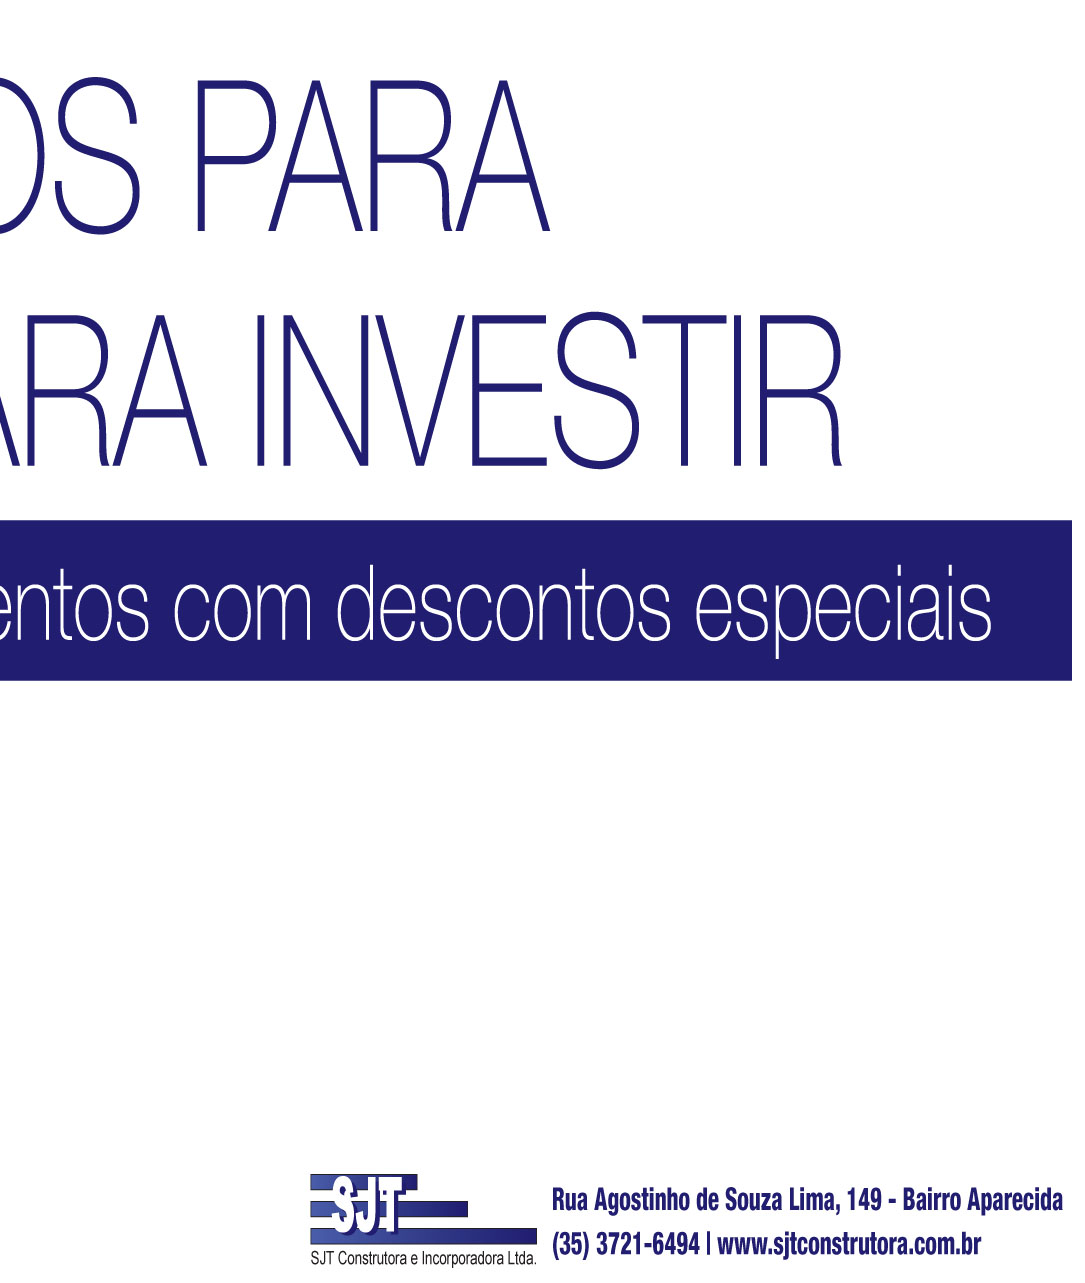 OS PARA
ARA INVESTIR
entos com descontos especiais
SJT
SJT Construtora e Incorporadora Ltda.
Rua Agostinho de Souza Lima, 149 - Bairro Aparecida
(35) 3721-6494 | www.sjtconstrutora.com.br